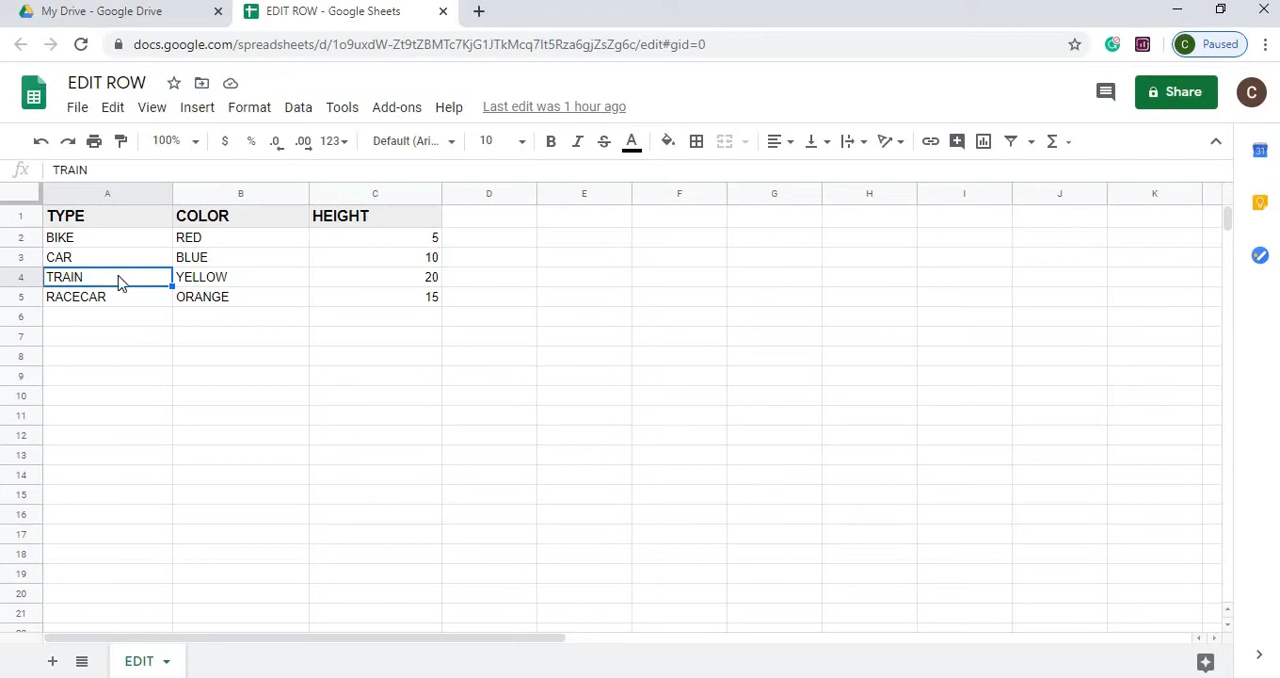 My Drive - Google Drive
EDIT ROW - Google Sheets
docs.google.com/spreadsheets/d/1o9uxdW-Zt9tZBMTc7KjG1JTkMcq7It5Rza6gjZsZg6c/edit#gid=0
C Paused
EDIT ROW
File Edit View Insert Format Data Tools Add-ons Help Last edit was 1 hour ago
Share
C
100% $ % .0 .00 123 Default (Ari... 10 B I S A Σ
fx TRAIN
31
A B C D E F G H I J K
1 TYPE COLOR HEIGHT
2 BIKE RED 5
3 CAR BLUE 10
4 TRAIN YELLOW 20
5 RACECAR ORANGE 15
6
7
8
9
10
11
12
13
14
15
16
17
18
19
20
21
EDIT